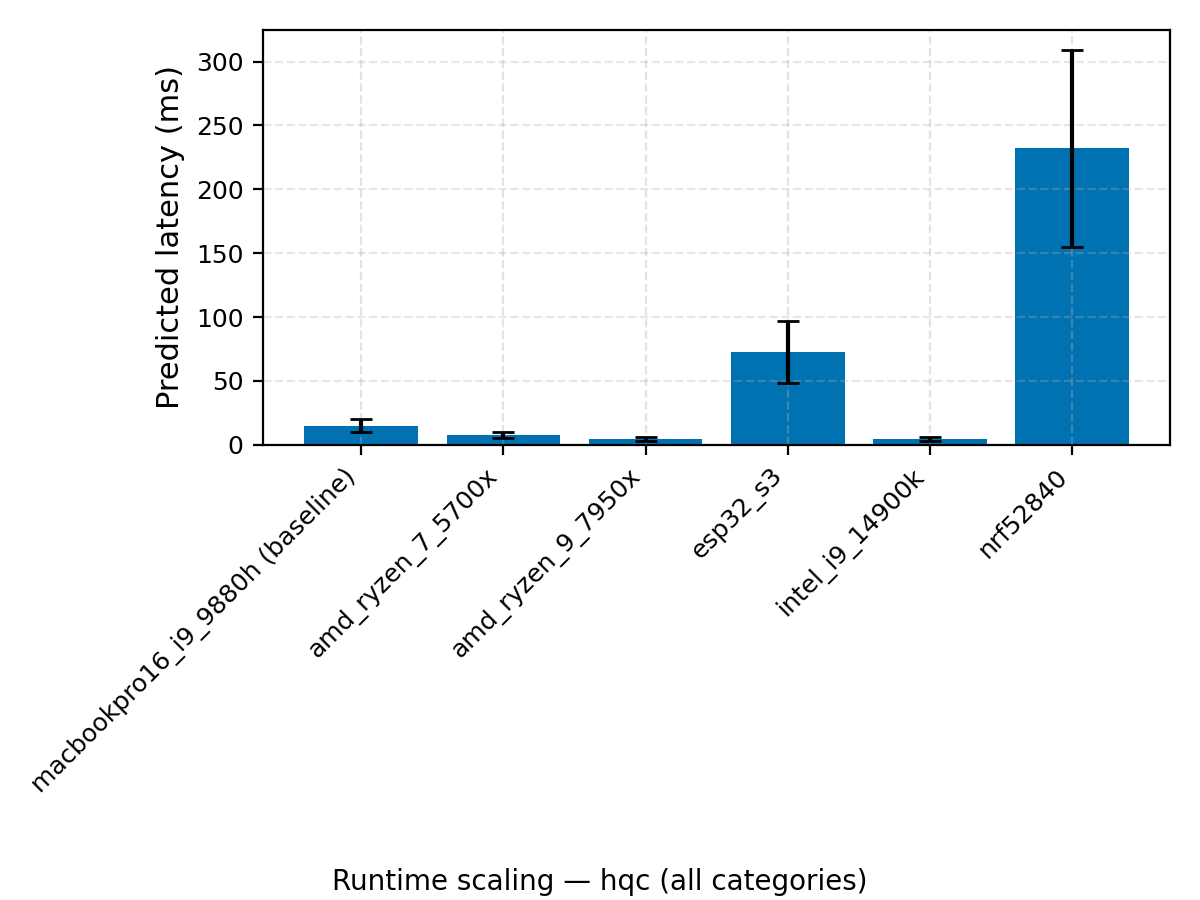 Predicted latency (ms)
300
250
200
150
100
50
0
macbookpro16_i9_9880h (baseline)
amd_ryzen_7_5700x
amd_ryzen_9_7950x
esp32_s3
intel_i9_14900k
nrf52840
Runtime scaling — hqc (all categories)